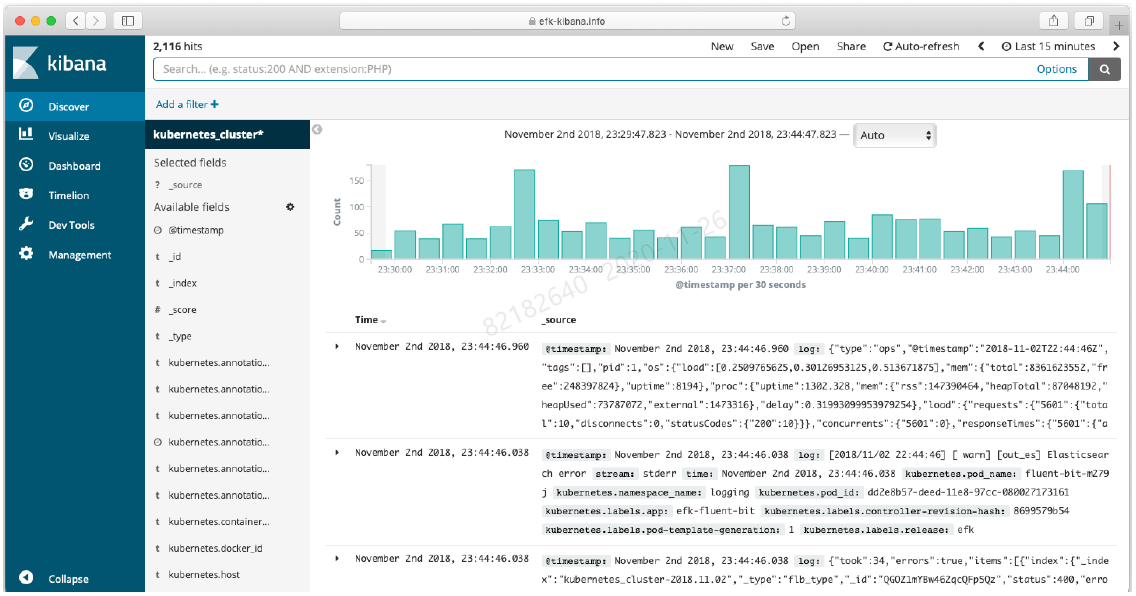 efk-kibana.info
kibana
Discover
Visualize
Dashboard
Timelion
Dev Tools
Management
Collapse
2,116 hits
New Save Open Share Auto-refresh Last 15 minutes
Search... (e.g. status:200 AND extension:PHP) Options
Add a filter +
kubernetes_cluster*
Selected fields
? _source
Available fields
@timestamp
t _id
t _index
# _score
t _type
t kubernetes.annotatio...
t kubernetes.annotatio...
t kubernetes.annotatio...
kubernetes.annotatio...
t kubernetes.annotatio...
t kubernetes.annotatio...
t kubernetes.container...
t kubernetes.docker_id
t kubernetes.host
November 2nd 2018, 23:29:47.823 - November 2nd 2018, 23:44:47.823 — Auto
Count
150
100
50
0
23:30:00 23:31:00 23:32:00 23:33:00 23:34:00 23:35:00 23:36:00 23:37:00 23:38:00 23:39:00 23:40:00 23:41:00 23:42:00 23:43:00 23:44:00
@timestamp per 30 seconds
82182640 2020-11-26
Time _source
November 2nd 2018, 23:44:46.960 @timestamp: November 2nd 2018, 23:44:46.960 log: {"type":"ops","@timestamp":"2018-11-02T22:44:46Z",
"tags":[],"pid":1,"os":{"load":[0.2509765625,0.30126953125,0.513671875],"mem":{"total":8361623552,"fr
ee":248397824},"uptime":8194},"proc":{"uptime":1302.328,"mem":{"rss":147390464,"heapTotal":87048192,"
heapUsed":73787072,"external":1473316},"delay":0.31993099953979254},"load":{"requests":{"5601":{"tota
l":10,"disconnects":0,"statusCodes":{"200":10}}},"concurrents":{"5601":0},"responseTimes":{"5601":{"a
November 2nd 2018, 23:44:46.038 @timestamp: November 2nd 2018, 23:44:46.038 log: [2018/11/02 22:44:46] [ warn] [out_es] Elasticsear
ch error stream: stderr time: November 2nd 2018, 23:44:46.038 kubernetes.pod_name: fluent-bit-m279
j kubernetes.namespace_name: logging kubernetes.pod_id: dd2e8b57-deed-11e8-97cc-080027173161
kubernetes.labels.app: efk-fluent-bit kubernetes.labels.controller-revision-hash: 8699579b54
kubernetes.labels.pod-template-generation: 1 kubernetes.labels.release: efk
November 2nd 2018, 23:44:46.038 @timestamp: November 2nd 2018, 23:44:46.038 log: {"took":34,"errors":true,"items":[{"index":{"_inde
x":"kubernetes_cluster-2018.11.02","_type":"flb_type","_id":"QGOZ1mYBw46ZqcQFp5Qz","status":400,"erro